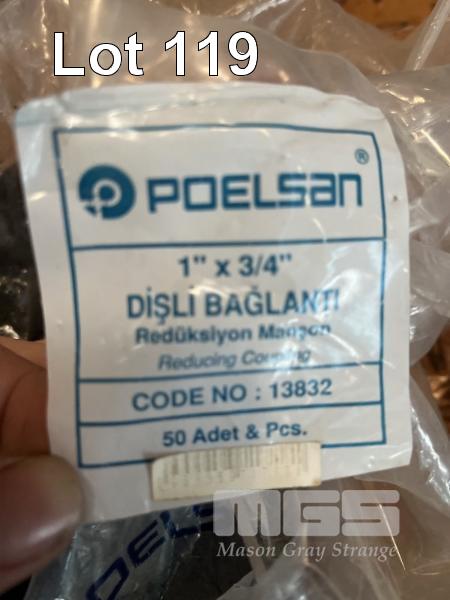 Lot 119
POELSAN®
1" x 3/4"
DİŞLİ BAĞLANTI
Redüksiyon Manşon
Reducing Coupling
CODE NO : 13832
50 Adet & Pcs.
MGS
Mason Gray Strange
POELSAN